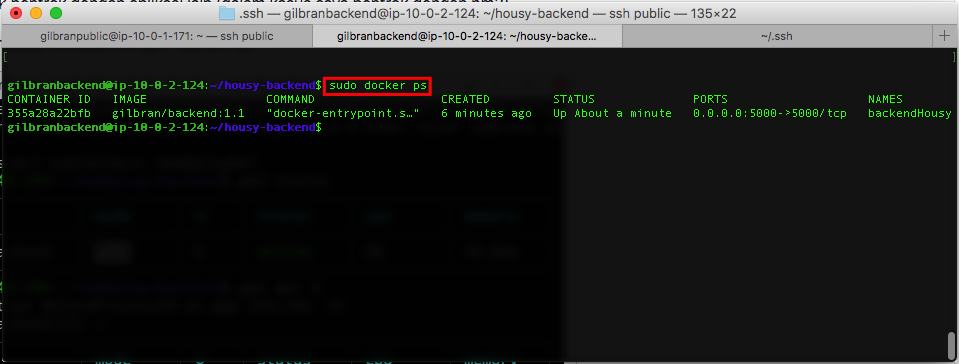 .ssh — gilbranbackend@ip-10-0-2-124: ~/housy-backend — ssh public — 135×22
gilbranpublic@ip-10-0-1-171: ~ — ssh public
gilbranbackend@ip-10-0-2-124: ~/housy-backe...
~/.ssh
[ ]
gilbranbackend@ip-10-0-2-124:~/housy-backend$ sudo docker ps
CONTAINER ID IMAGE COMMAND CREATED STATUS PORTS NAMES
355a28a22bfb gilbran/backend:1.1 "docker-entrypoint.s…" 6 minutes ago Up About a minute 0.0.0.0:5000->5000/tcp backendHousy
gilbranbackend@ip-10-0-2-124:~/housy-backend$